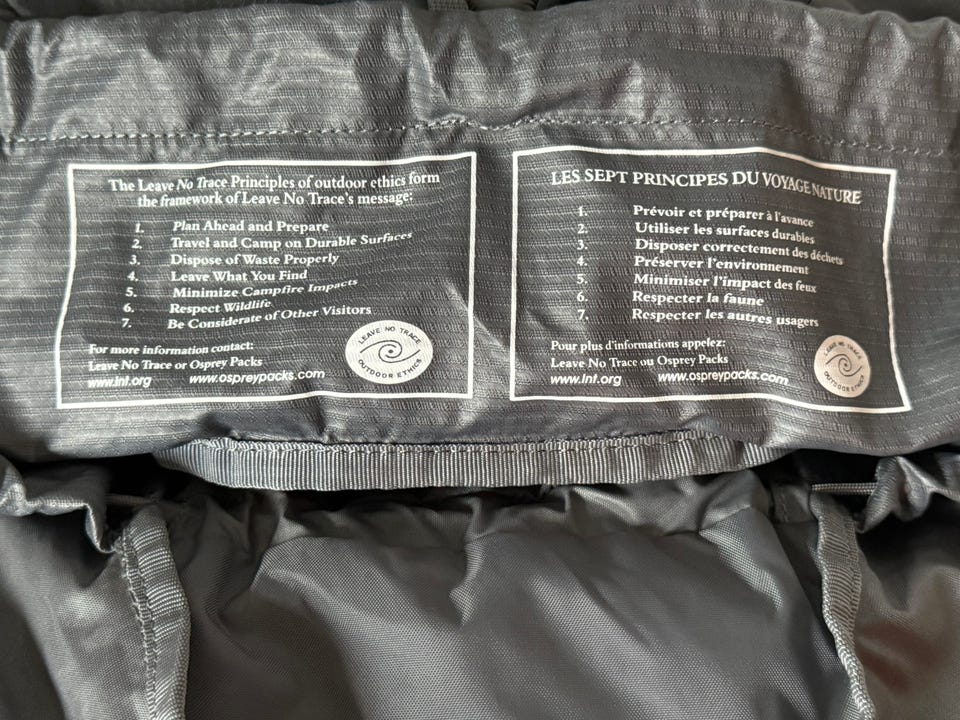 The Leave No Trace Principles of outdoor ethics form
the framework of Leave No Trace's message:
1. Plan Ahead and Prepare
2. Travel and Camp on Durable Surfaces
3. Dispose of Waste Properly
4. Leave What You Find
5. Minimize Campfire Impacts
6. Respect Wildlife
7. Be Considerate of Other Visitors
For more information contact:
Leave No Trace or Osprey Packs
www.lnt.org www.ospreypacks.com
LEAVE NO TRACE
OUTDOOR ETHICS
LES SEPT PRINCIPES DU VOYAGE NATURE
1. Prévoir et préparer à l'avance
2. Utiliser les surfaces durables
3. Disposer correctement des déchets
4. Préserver l'environnement
5. Minimiser l'impact des feux
6. Respecter la faune
7. Respecter les autres usagers
Pour plus d'informations appelez:
Leave No Trace ou Osprey Packs
www.lnt.org www.ospreypacks.com
LEAVE NO TRACE
OUTDOOR ETHICS